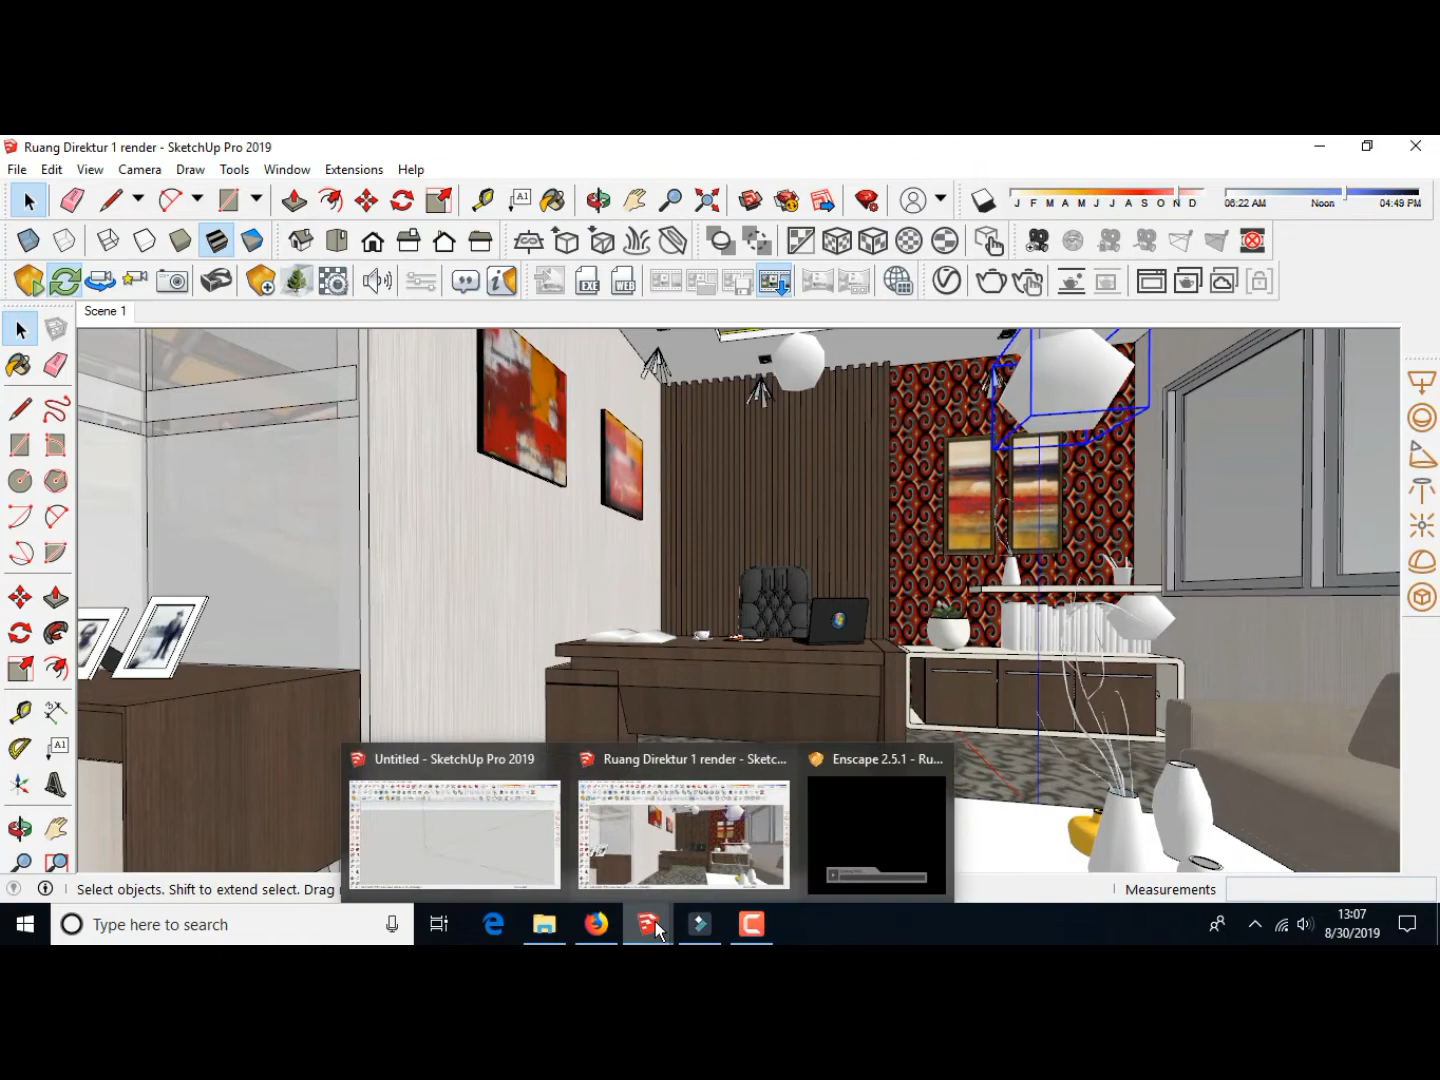 Ruang Direktur 1 render - SketchUp Pro 2019
File Edit View Camera Draw Tools Window Extensions Help
A1
J F M A M J J A S O N D
06:22 AM Noon 04:49 PM
EXE WEB
Scene 1
A1
Untitled - SketchUp Pro 2019
Ruang Direktur 1 render - Sketc...
Enscape 2.5.1 - Ru...
Select objects. Shift to extend select. Drag
Measurements
Type here to search
13:07
8/30/2019